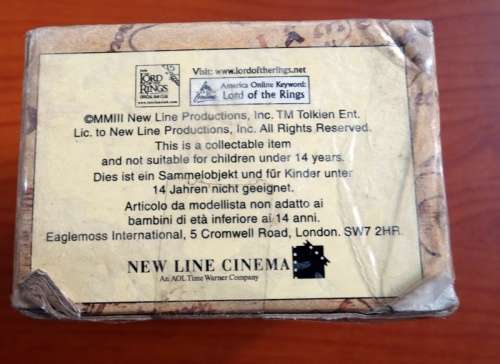 THE LORD OF THE RINGS
Visit: www.lordoftherings.net
America Online Keyword:
Lord of the Rings
©MMIII New Line Productions, Inc. TM Tolkien Ent.
Lic. to New Line Productions, Inc. All Rights Reserved.
This is a collectable item
and not suitable for children under 14 years.
Dies ist ein Sammelobjekt und für Kinder unter
14 Jahren nicht geeignet.
Articolo da modellista non adatto ai
bambini di età inferiore ai 14 anni.
Eaglemoss International, 5 Cromwell Road, London. SW7 2HR.
NEW LINE CINEMA
An AOL Time Warner Company